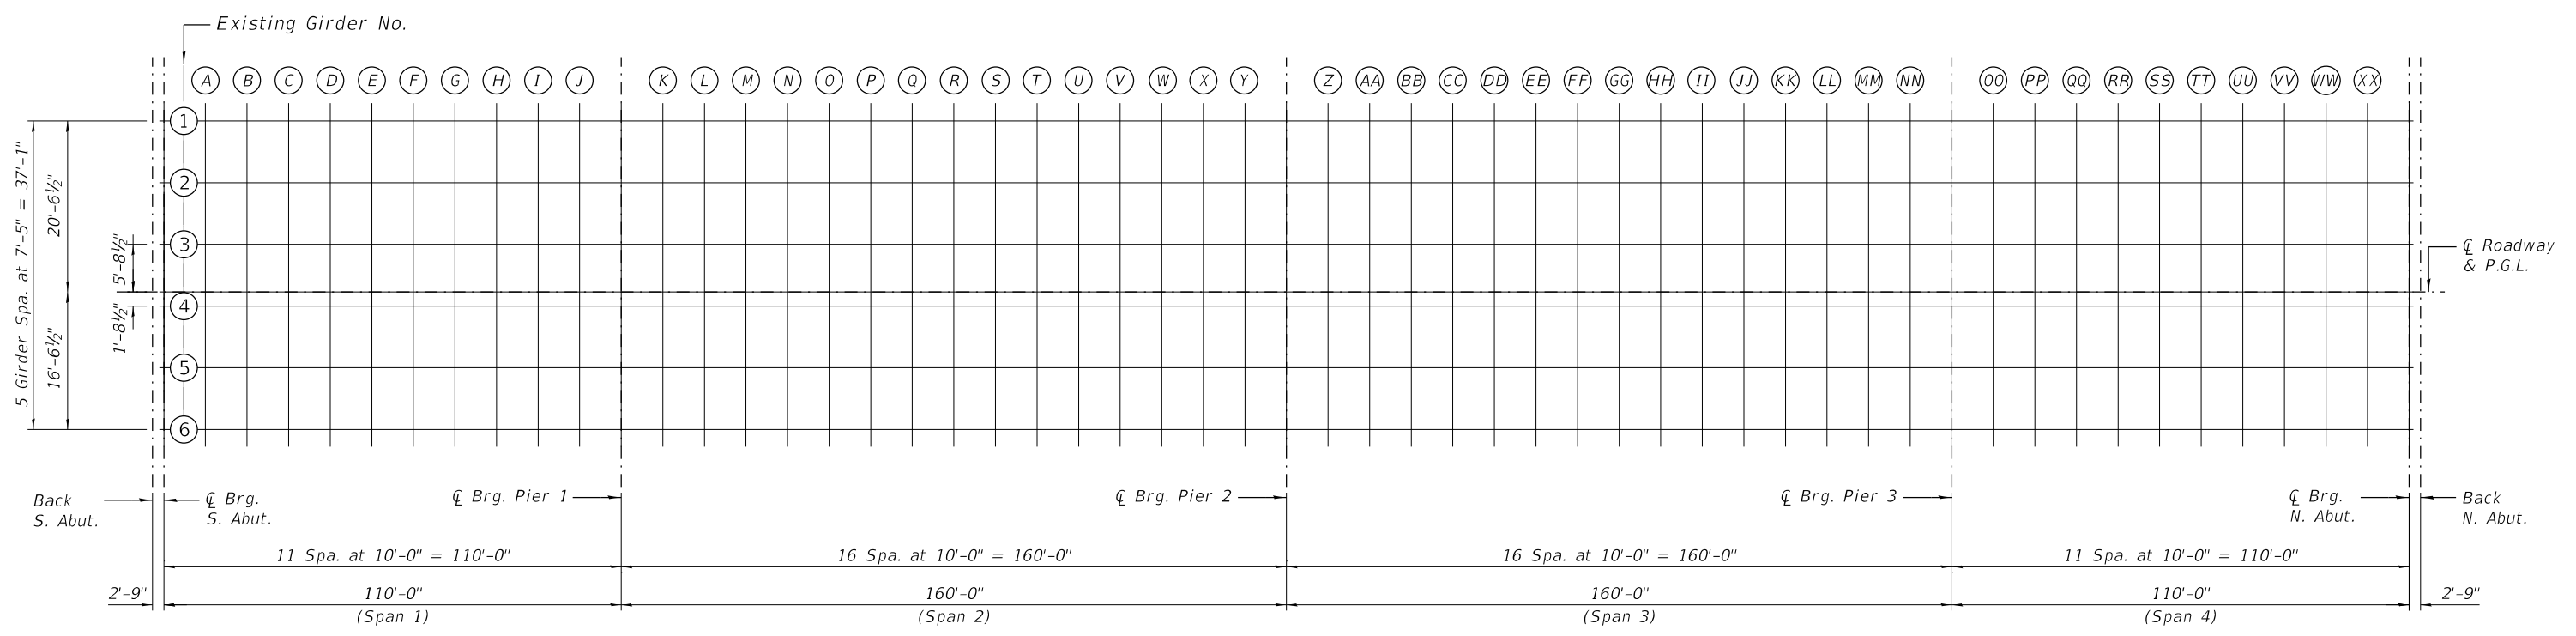 Existing Girder No.
A B C D E F G H I J K L M N O P Q R S T U V W X Y Z AA BB CC DD EE FF GG HH II JJ KK LL MM NN OO PP QQ RR SS TT UU VV WW XX
1
2
3
4
5
6
5 Girder Spa. at 7'-5" = 37'-1"
20'-6½"
16'-6½"
5'-8½"
1'-8½"
℄ Roadway
& P.G.L.
Back
S. Abut.
℄ Brg.
S. Abut.
℄ Brg. Pier 1
℄ Brg. Pier 2
℄ Brg. Pier 3
℄ Brg.
N. Abut.
Back
N. Abut.
11 Spa. at 10'-0" = 110'-0"
16 Spa. at 10'-0" = 160'-0"
16 Spa. at 10'-0" = 160'-0"
11 Spa. at 10'-0" = 110'-0"
2'-9"
110'-0"
(Span 1)
160'-0"
(Span 2)
160'-0"
(Span 3)
110'-0"
(Span 4)
2'-9"